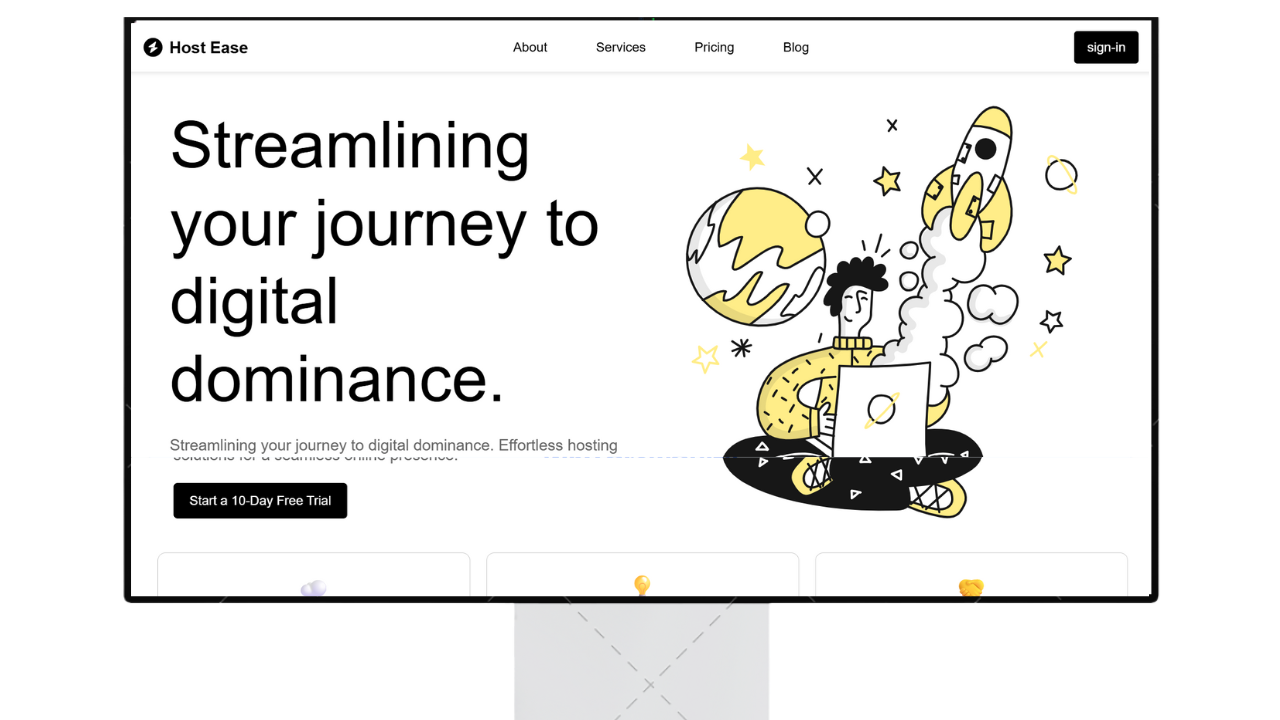 Host Ease
About Services Pricing Blog
sign-in
Streamlining
your journey to
digital
dominance.
Streamlining your journey to digital dominance. Effortless hosting
solutions for a seamless online presence.
Start a 10-Day Free Trial